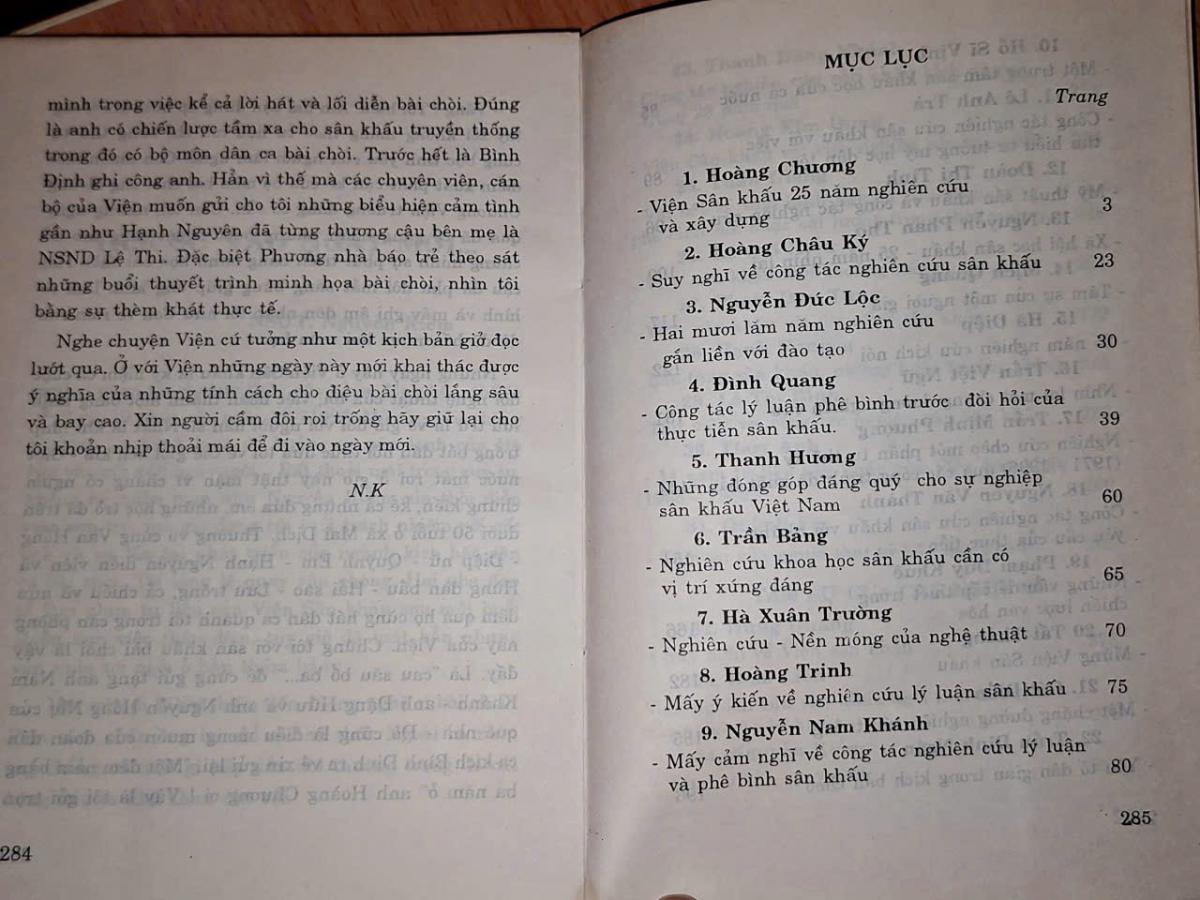 mình trong việc kể cả lời hát và lối diễn bài chòi. Đúng
là anh có chiến lược tầm xa cho sân khấu truyền thống
trong đó có bộ môn dân ca bài chòi. Trước hết là Bình
Định ghi công anh. Hẳn vì thế mà các chuyên viên, cán
bộ của Viện muốn gửi cho tôi những biểu hiện cảm tình
gần như Hạnh Nguyên đã từng thương cậu bên mẹ là
NSND Lệ Thi. Đặc biệt Phương nhà báo trẻ theo sát
những buổi thuyết trình minh họa bài chòi, nhìn tôi
bằng sự thèm khát thực tế.
Nghe chuyện Viện cứ tưởng như một kịch bản giở đọc
lướt qua. Ở với Viện những ngày này mới khai thác được
ý nghĩa của những tính cách cho điệu bài chòi lắng sâu
và bay cao. Xin người cầm đôi roi trống hãy giữ lại cho
tôi khoản nhịp thoải mái để đi vào ngày mới.
N.K
284
MỤC LỤC
Trang
1. Hoàng Chương
- Viện Sân khấu 25 năm nghiên cứu
và xây dựng 3
2. Hoàng Châu Ký
- Suy nghĩ về công tác nghiên cứu sân khấu 23
3. Nguyễn Đức Lộc
- Hai mươi lăm năm nghiên cứu
gắn liền với đào tạo 30
4. Đình Quang
- Công tác lý luận phê bình trước đòi hỏi của
thực tiễn sân khấu. 39
5. Thanh Hương
- Những đóng góp đáng quý cho sự nghiệp
sân khấu Việt Nam 60
6. Trần Bảng
- Nghiên cứu khoa học sân khấu cần có
vị trí xứng đáng 65
7. Hà Xuân Trường
- Nghiên cứu - Nền móng của nghệ thuật 70
8. Hoàng Trinh
- Mấy ý kiến về nghiên cứu lý luận sân khấu 75
9. Nguyễn Nam Khánh
- Mấy cảm nghĩ về công tác nghiên cứu lý luận
và phê bình sân khấu 80
285